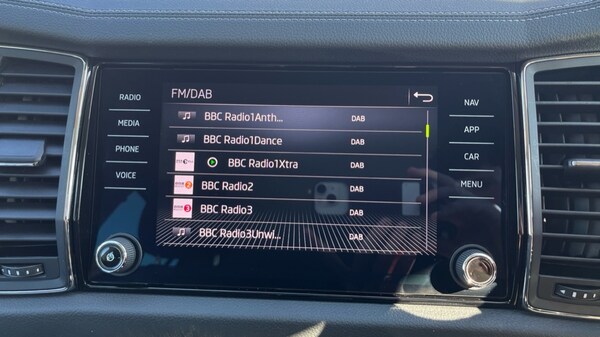 FM/DAB
RADIO
MEDIA
PHONE
VOICE
BBC Radio1Anth... DAB
BBC Radio1Dance DAB
BBC Radio1Xtra DAB
BBC Radio2 DAB
BBC Radio3 DAB
BBC Radio3Unwi... DAB
NAV
APP
CAR
MENU